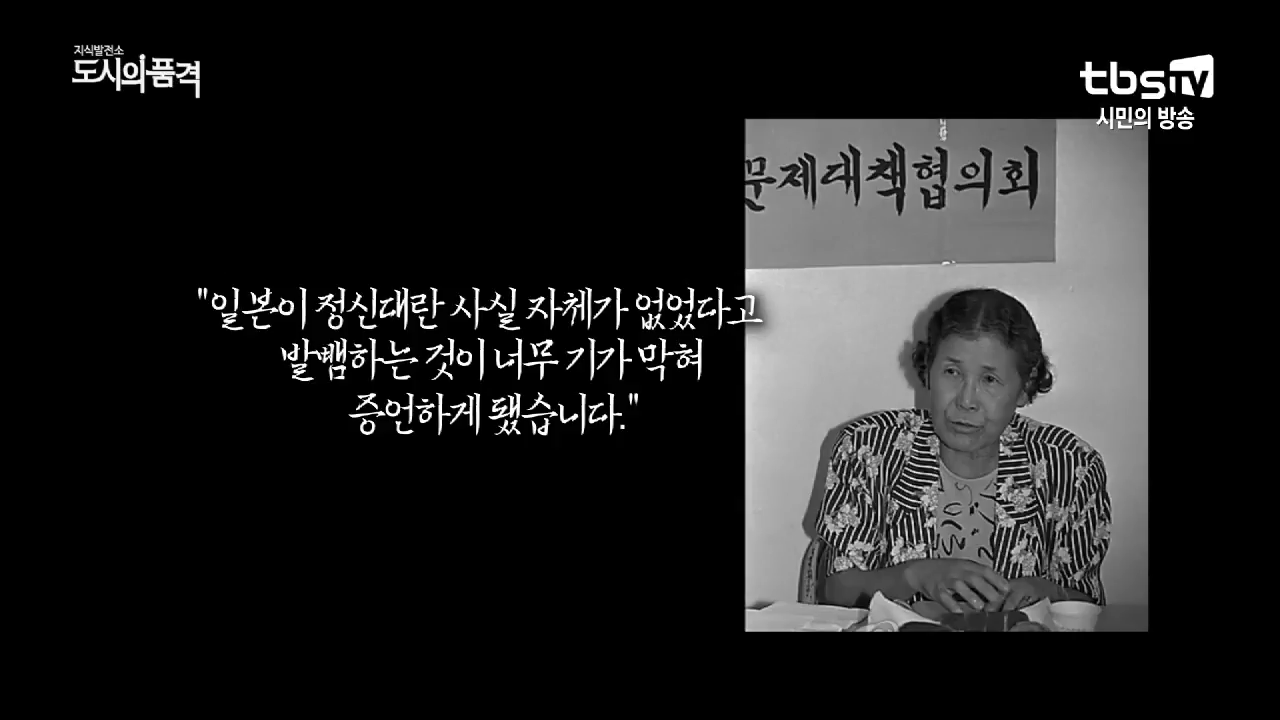 지식발전소
도시의 품격
tbs TV
시민의 방송
문제대책협의회
"일본이 정신대란 사실 자체가 없었다고
발뺌하는 것이 너무 기가 막혀
증언하게 됐습니다."